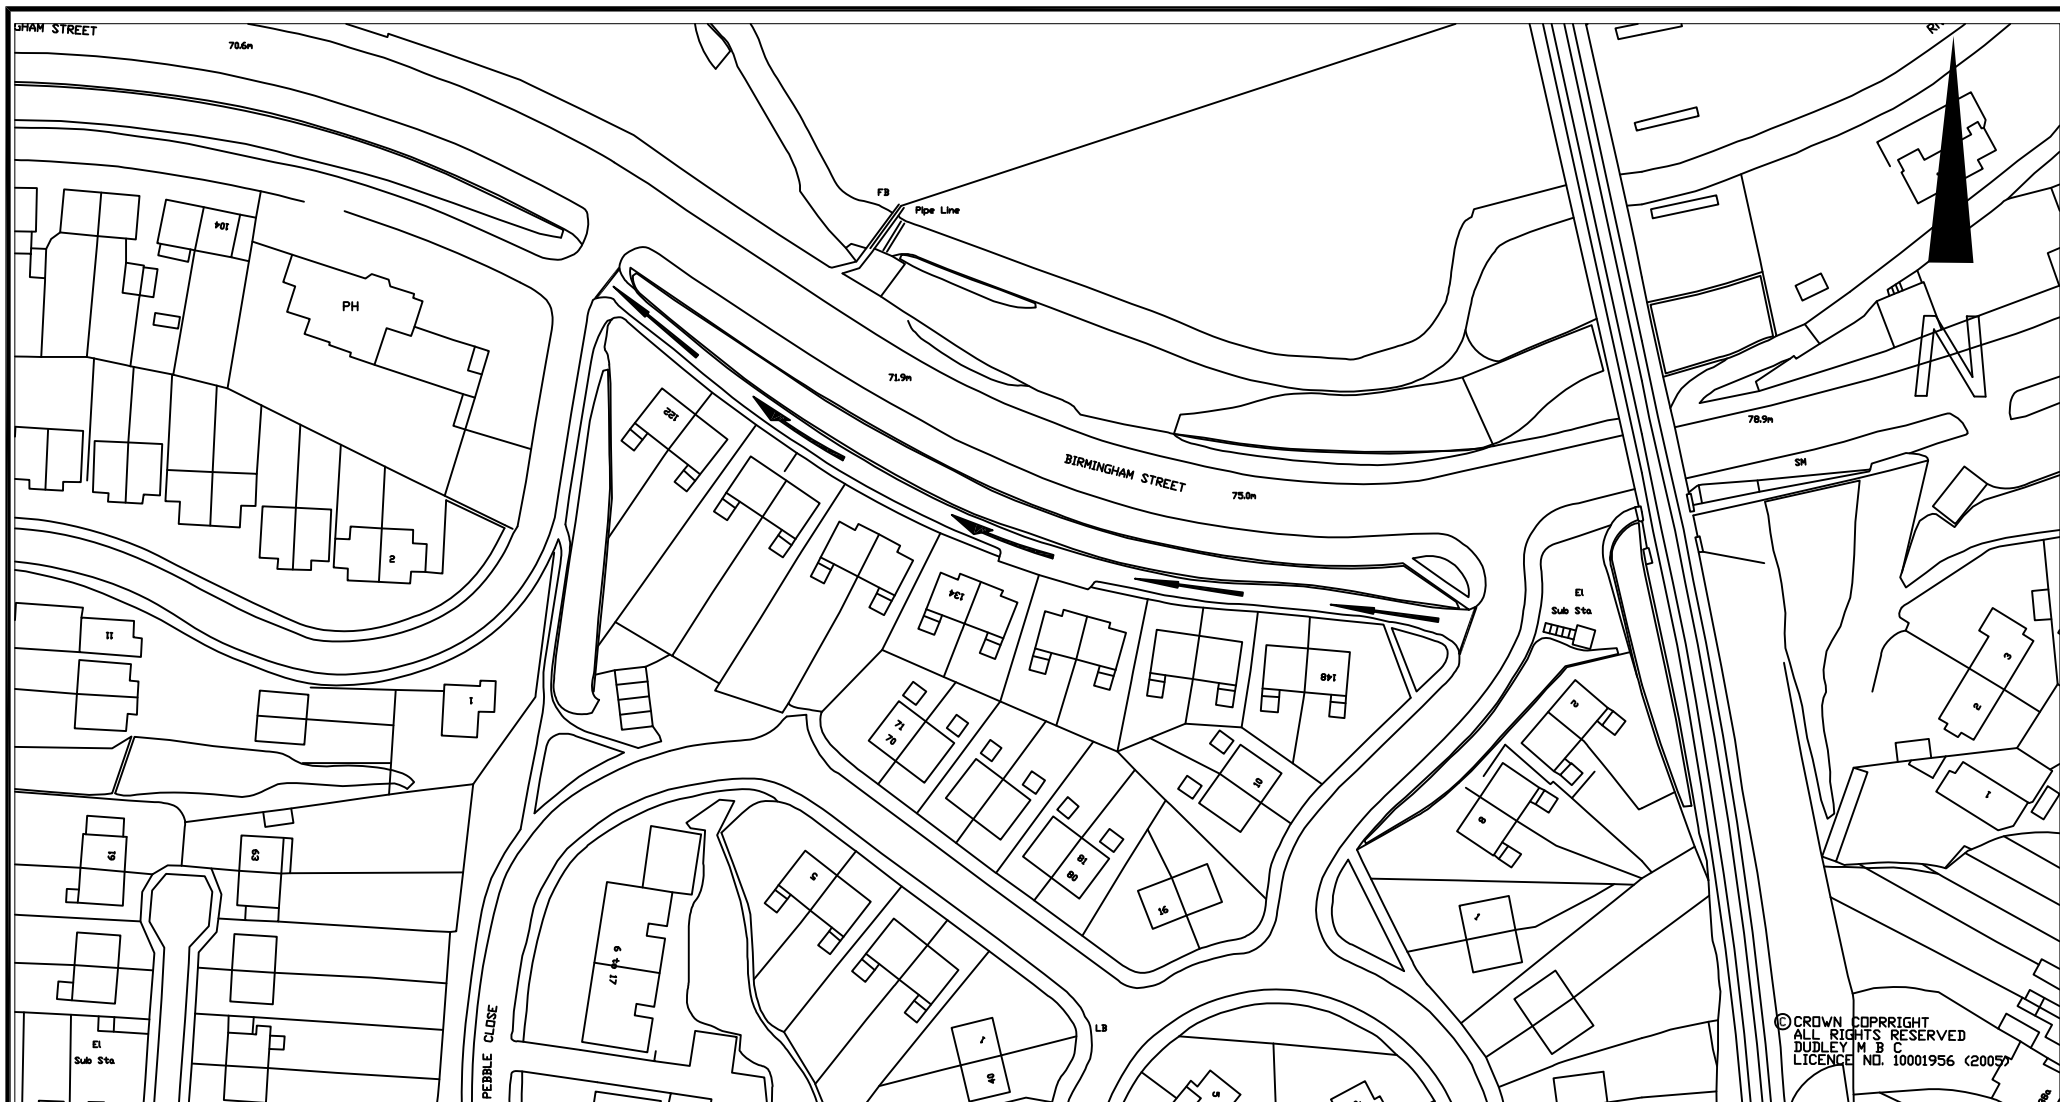 GHAM STREET
70.6m
104
PH
FB
Pipe Line
N
122
71.9m
BIRMINGHAM STREET
75.0m
78.9m
SM
2
134
148
El
Sub Sta
11
1
71
70
10
2
8
3
2
1
19
63
81
80
16
5
6 to 17
1
PEBBLE CLOSE
LB
1
40
5
El
Sub Sta
© CROWN COPRRIGHT
ALL RIGHTS RESERVED
DUDLEY M B C
LICENCE NO. 10001956 (2005)